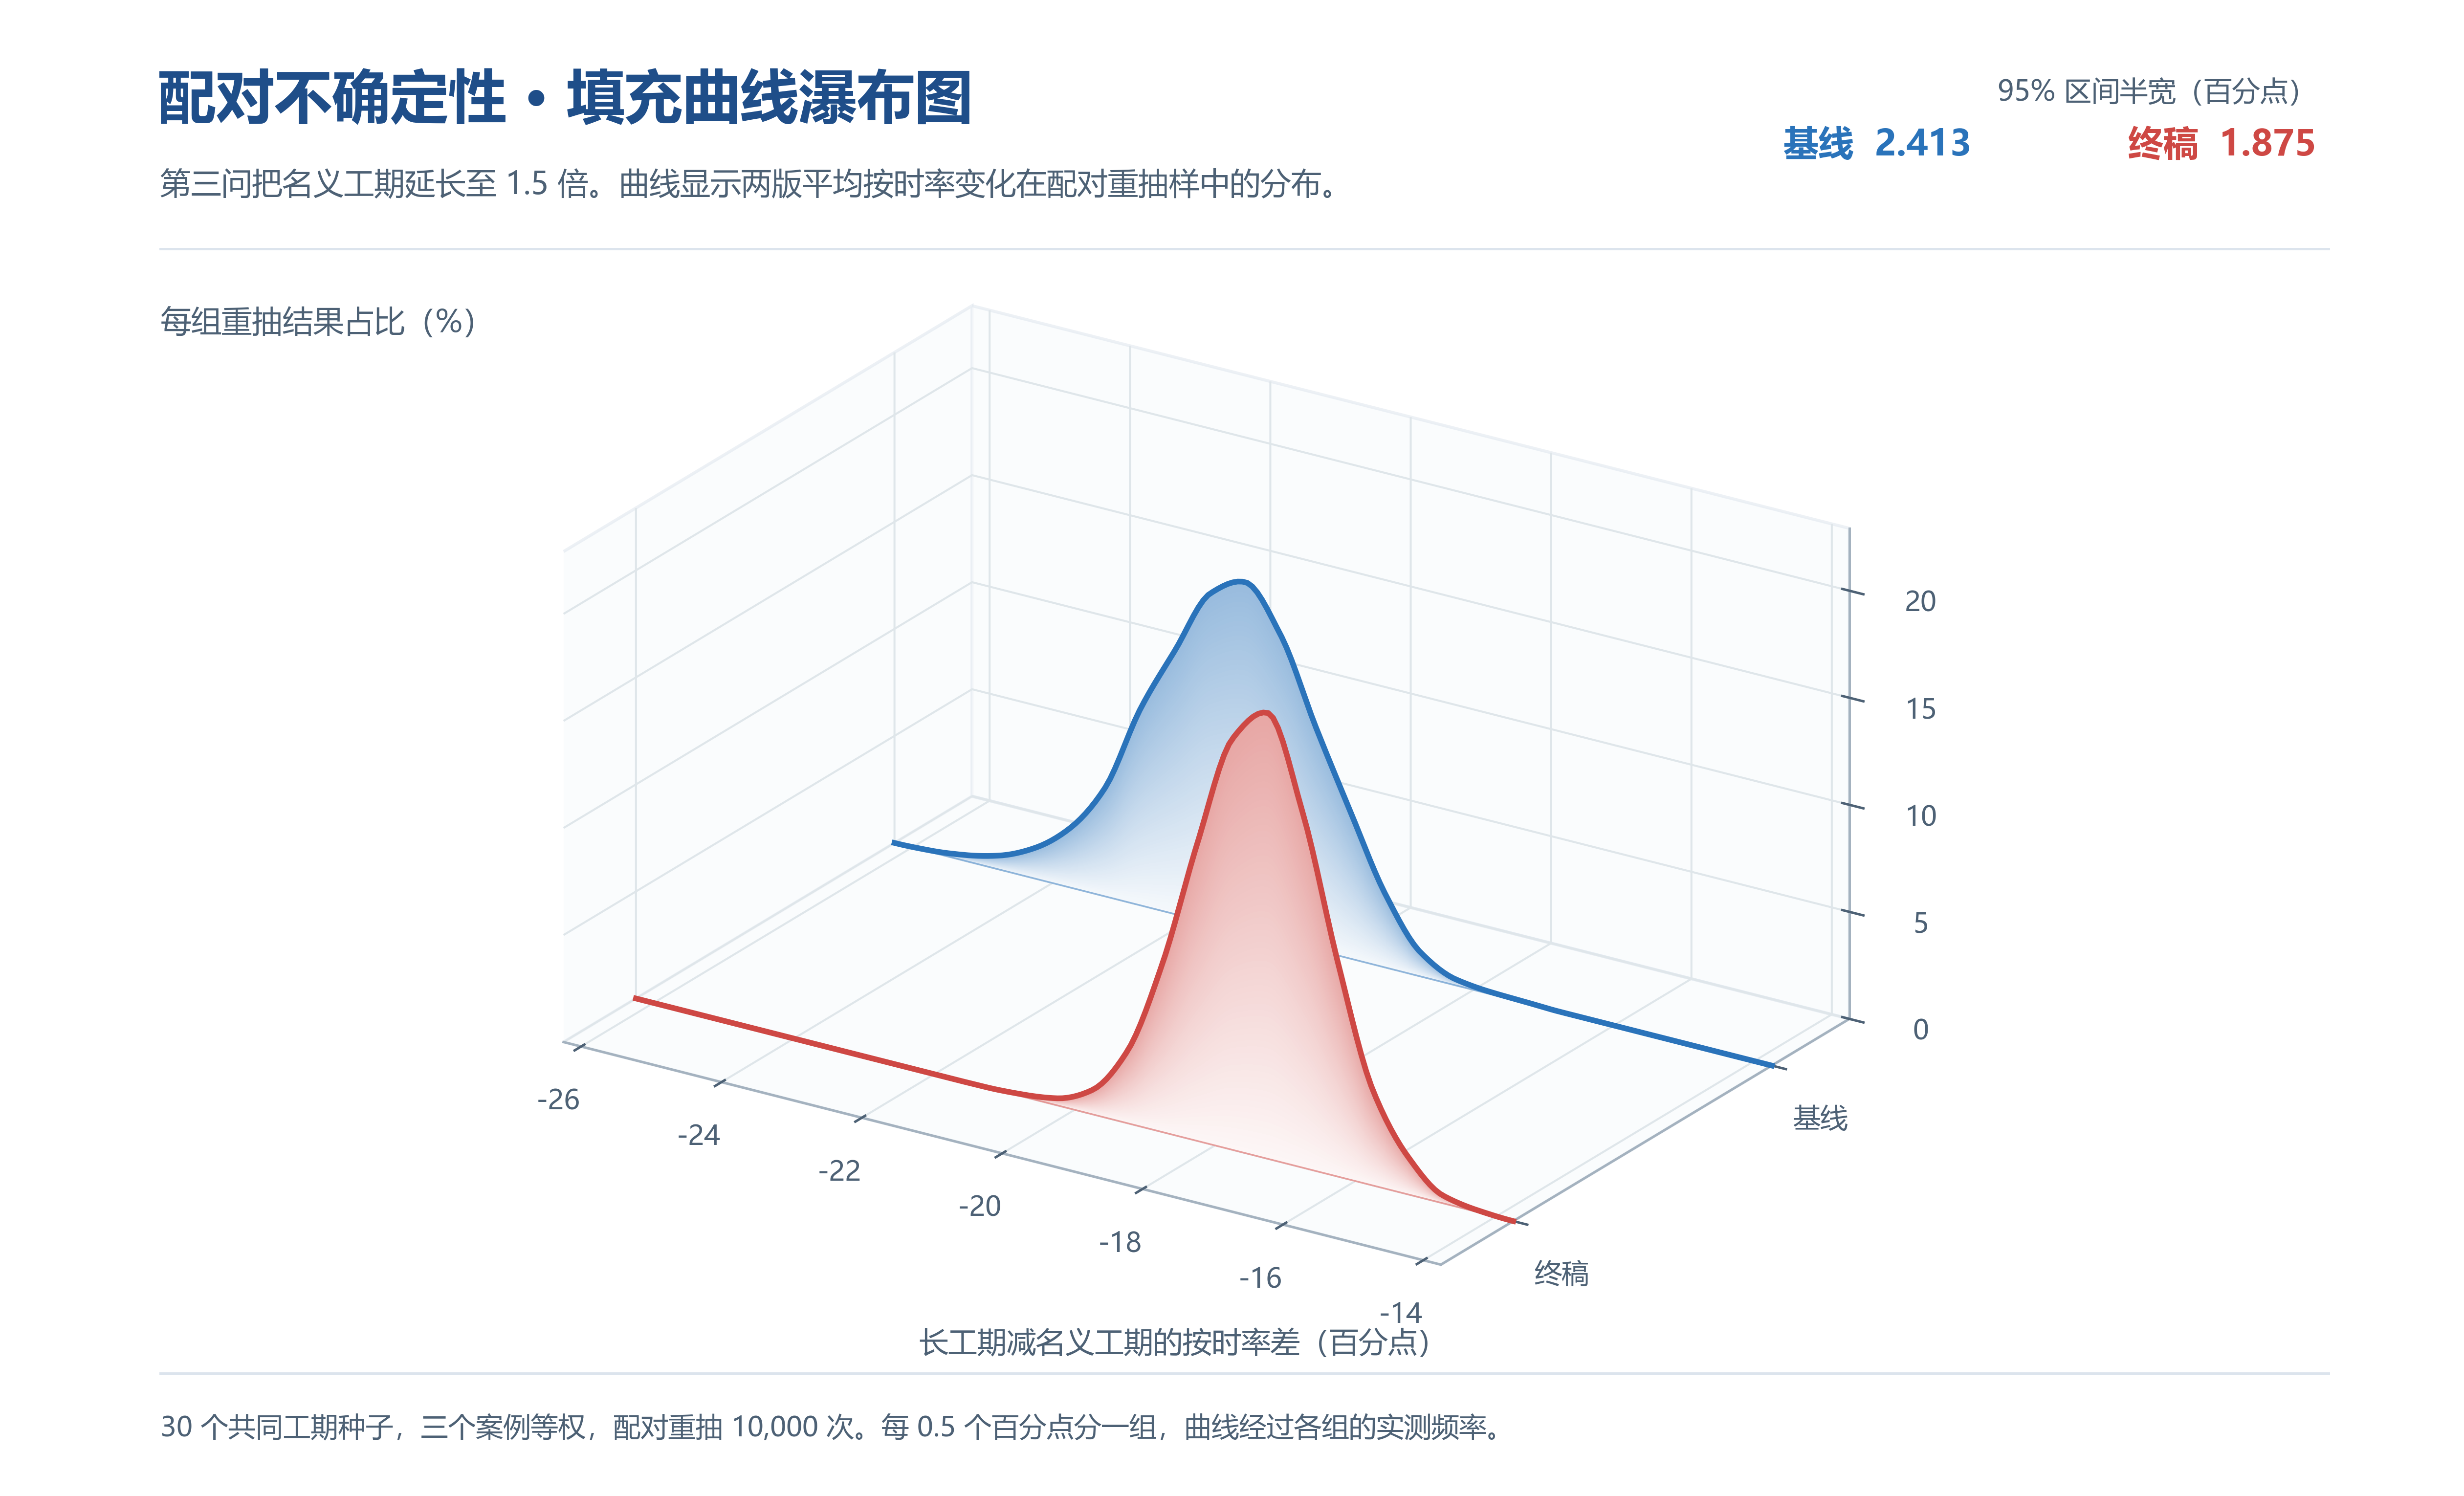 配对不确定性·填充曲线瀑布图
第三问把名义工期延长至 1.5 倍。曲线显示两版平均按时率变化在配对重抽样中的分布。
95% 区间半宽（百分点）
基线 2.413 终稿 1.875
每组重抽结果占比（%）
20
15
10
5
0
基线
终稿
-26
-24
-22
-20
-18
-16
-14
长工期减名义工期的按时率差（百分点）
30 个共同工期种子，三个案例等权，配对重抽 10,000 次。每 0.5 个百分点分一组，曲线经过各组的实测频率。